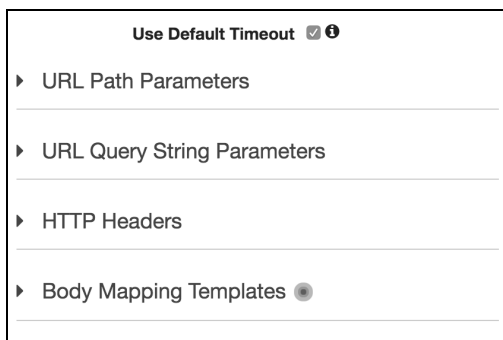 Use Default Timeout
URL Path Parameters
URL Query String Parameters
HTTP Headers
Body Mapping Templates